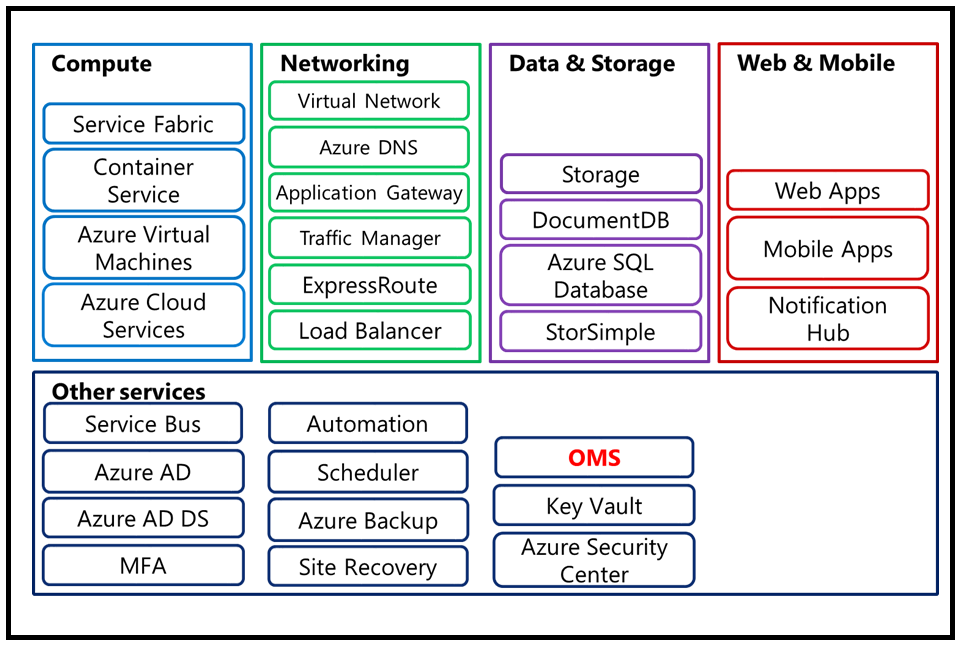 Compute
Service Fabric
Container
Service
Azure Virtual
Machines
Azure Cloud
Services
Networking
Virtual Network
Azure DNS
Application Gateway
Traffic Manager
ExpressRoute
Load Balancer
Data & Storage
Storage
DocumentDB
Azure SQL
Database
StorSimple
Web & Mobile
Web Apps
Mobile Apps
Notification
Hub
Other services
Service Bus
Azure AD
Azure AD DS
MFA
Automation
Scheduler
Azure Backup
Site Recovery
OMS
Key Vault
Azure Security
Center